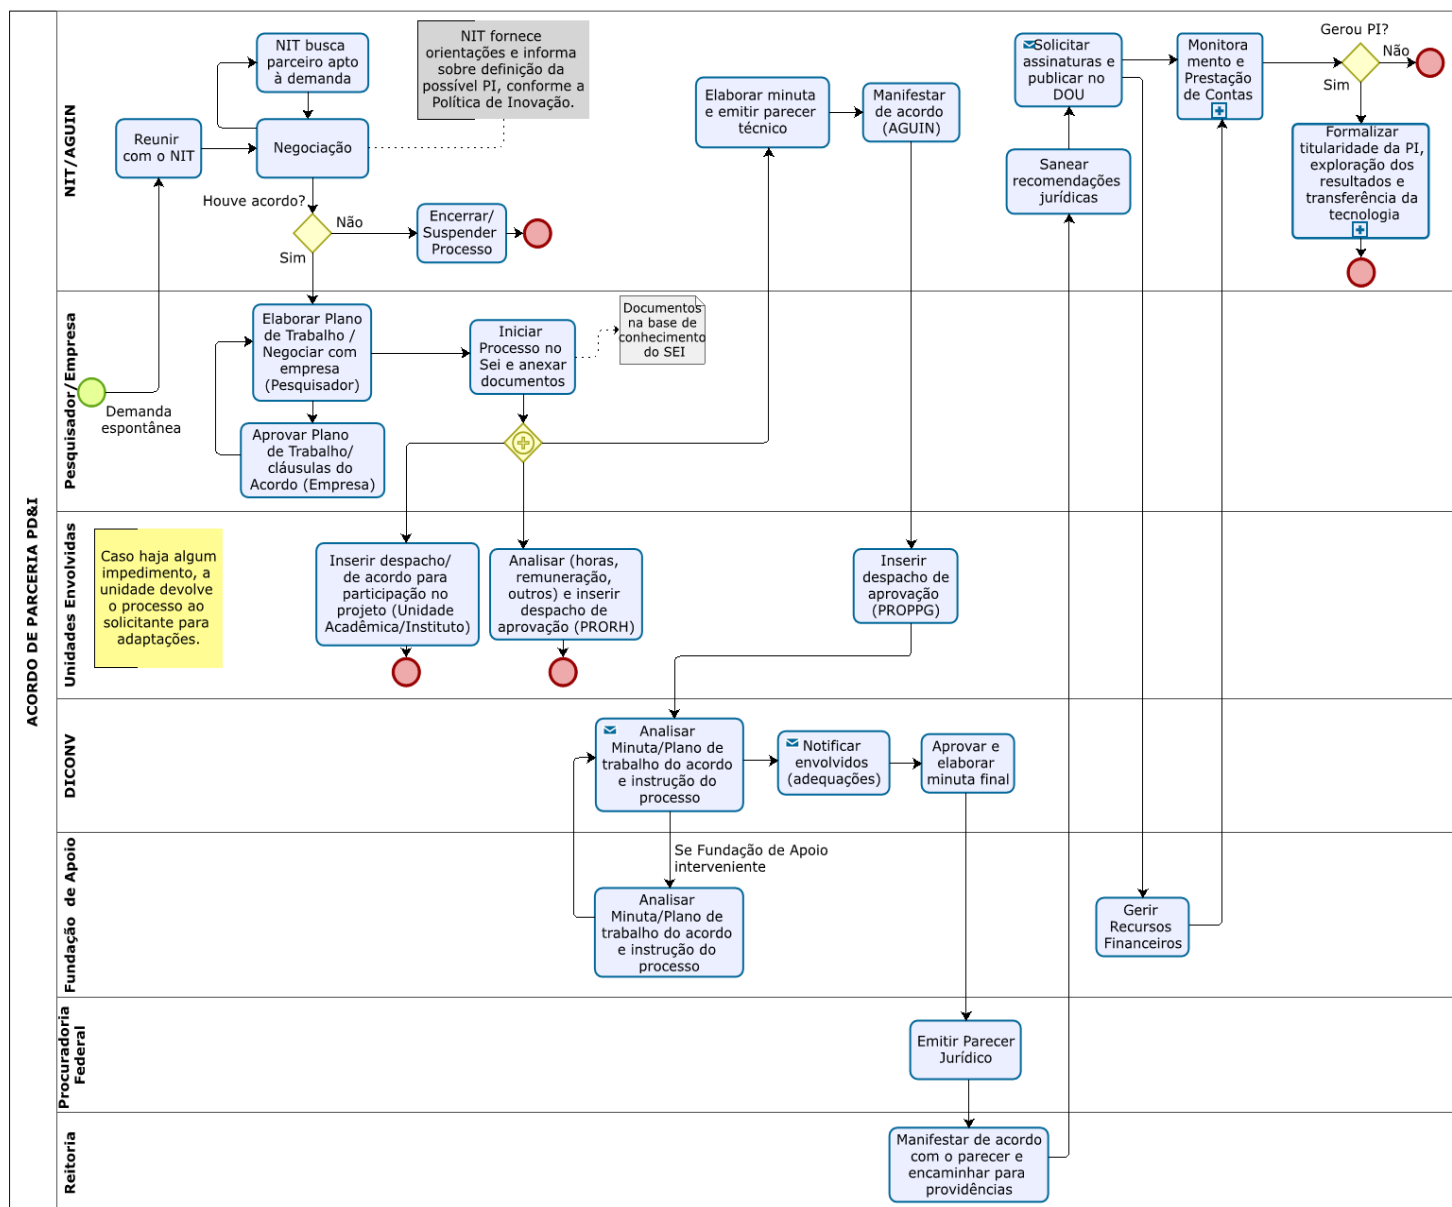 ACORDO DE PARCERIA PD&I
NIT/AGUIN
NIT busca
parceiro apto
à demanda
NIT fornece
orientações e informa
sobre definição da
possível PI, conforme a
Política de Inovação.
Reunir
com o NIT
Negociação
Houve acordo?
Não
Sim
Encerrar/
Suspender
Processo
Elaborar minuta
e emitir parecer
técnico
Manifestar
de acordo
(AGUIN)
Solicitar
assinaturas e
publicar no
DOU
Sanear
recomendações
jurídicas
Monitora
mento e
Prestação
de Contas
Gerou PI?
Não
Sim
Formalizar
titularidade da PI,
exploração dos
resultados e
transferência da
tecnologia
Pesquisador/Empresa
Demanda
espontânea
Elaborar Plano
de Trabalho /
Negociar com
empresa
(Pesquisador)
Aprovar Plano
de Trabalho/
cláusulas do
Acordo (Empresa)
Iniciar
Processo no
Sei e anexar
documentos
Documentos
na base de
conhecimento
do SEI
Unidades Envolvidas
Caso haja algum
impedimento, a
unidade devolve
o processo ao
solicitante para
adaptações.
Inserir despacho/
de acordo para
participação no
projeto (Unidade
Acadêmica/Instituto)
Analisar (horas,
remuneração,
outros) e inserir
despacho de
aprovação (PRORH)
Inserir
despacho de
aprovação
(PROPPG)
DICONV
Analisar
Minuta/Plano de
trabalho do acordo
e instrução do
processo
Notificar
envolvidos
(adequações)
Aprovar e
elaborar
minuta final
Fundação de Apoio
Se Fundação de Apoio
interveniente
Analisar
Minuta/Plano de
trabalho do acordo
e instrução do
processo
Gerir
Recursos
Financeiros
Procuradoria
Federal
Emitir Parecer
Jurídico
Reitoria
Manifestar de acordo
com o parecer e
encaminhar para
providências